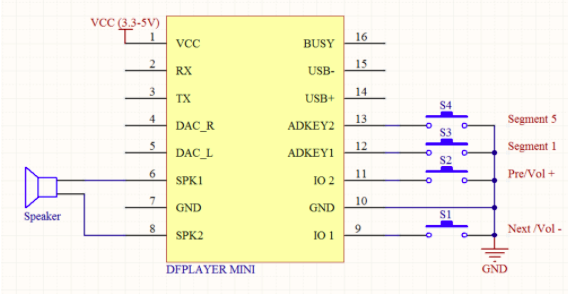 VCC (3.3-5V)
1 VCC BUSY 16
2 RX USB- 15
3 TX USB+ 14
S4
4 DAC_R ADKEY2 13 Segment 5
S3
5 DAC_L ADKEY1 12 Segment 1
S2
6 SPK1 IO 2 11 Pre/Vol +
7 GND GND 10
S1
8 SPK2 IO 1 9 Next /Vol -
Speaker
DFPLAYER MINI
GND